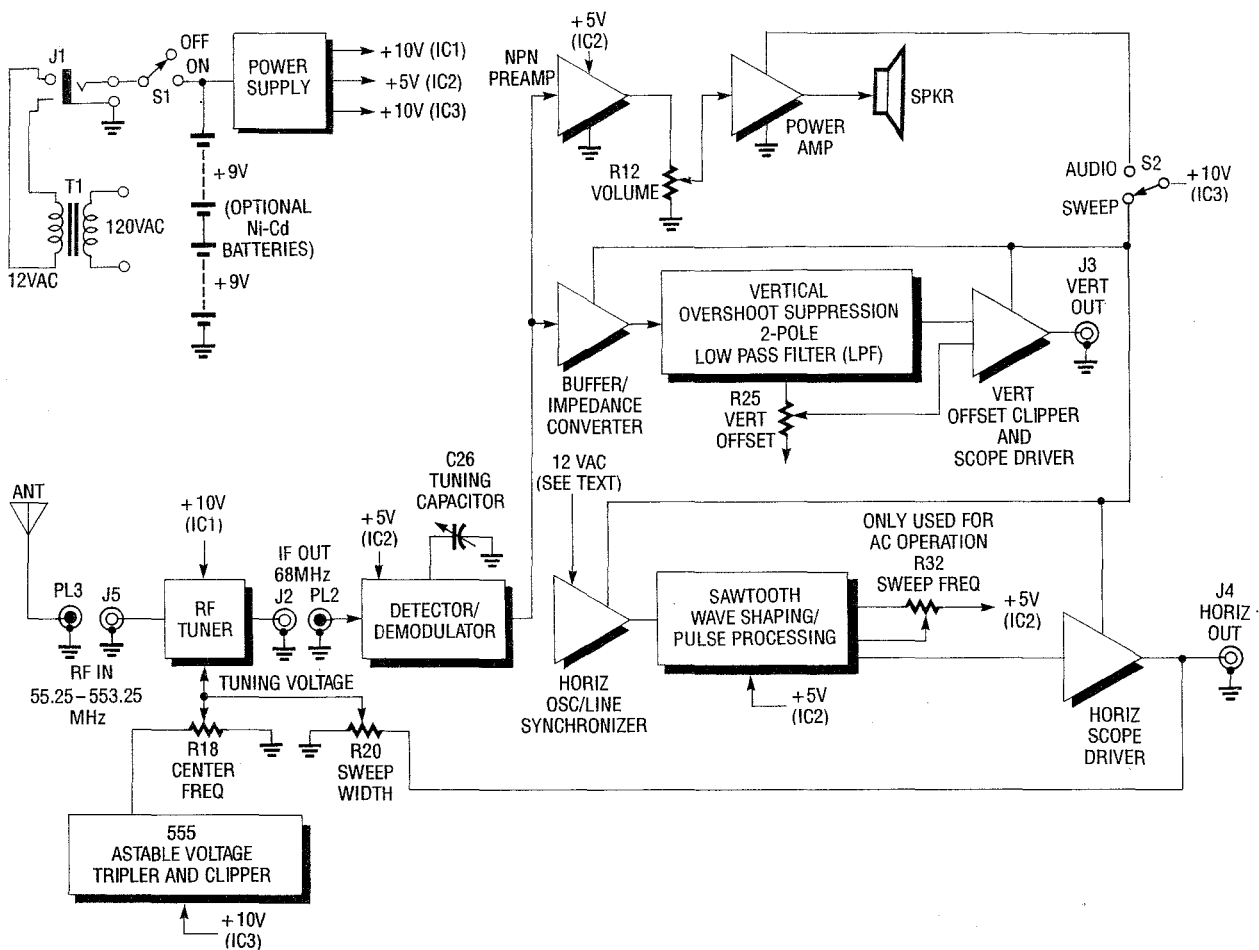 J1
OFF
ON
S1
POWER
SUPPLY
+10V (IC1)
+5V (IC2)
+10V (IC3)
T1
120VAC
12VAC
+9V
(OPTIONAL
Ni-Cd
BATTERIES)
+9V
+5V
(IC2)
NPN
PREAMP
R12
VOLUME
POWER
AMP
SPKR
AUDIO
S2
SWEEP
+10V
(IC3)
BUFFER/
IMPEDANCE
CONVERTER
VERTICAL
OVERSHOOT SUPPRESSION
2-POLE
LOW PASS FILTER (LPF)
R25
VERT
OFFSET
VERT
OFFSET CLIPPER
AND
SCOPE DRIVER
J3
VERT
OUT
ANT
PL3
J5
RF IN
55.25–553.25
MHz
+10V
(IC1)
RF
TUNER
IF OUT
68MHz
J2
PL2
+5V
(IC2)
C26
TUNING
CAPACITOR
DETECTOR/
DEMODULATOR
TUNING VOLTAGE
R18
CENTER
FREQ
R20
SWEEP
WIDTH
555
ASTABLE VOLTAGE
TRIPLER AND CLIPPER
+10V
(IC3)
12 VAC
(SEE TEXT)
HORIZ
OSC/LINE
SYNCHRONIZER
SAWTOOTH
WAVE SHAPING/
PULSE PROCESSING
+5V
(IC2)
ONLY USED FOR
AC OPERATION
R32
SWEEP FREQ
+5V
(IC2)
HORIZ
SCOPE
DRIVER
J4
HORIZ
OUT